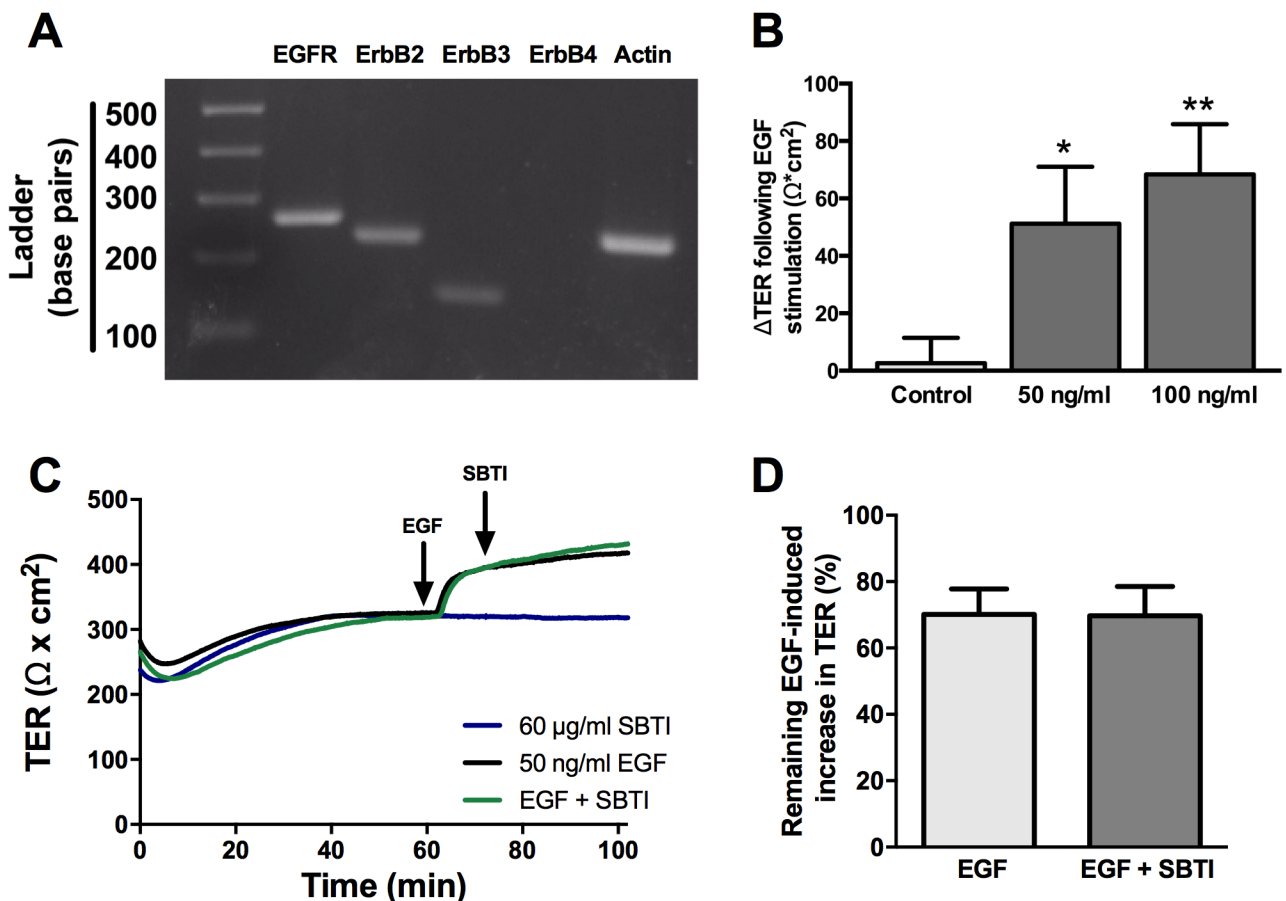 A
EGFR ErbB2 ErbB3 ErbB4 Actin
Ladder
(base pairs)
500
400
300
200
100
B
ΔTER following EGF
stimulation (Ω*cm²)
100
80
60
40
20
0
*
**
Control 50 ng/ml 100 ng/ml
C
TER (Ω x cm²)
500
400
300
200
100
0
EGF
SBTI
60 µg/ml SBTI
50 ng/ml EGF
EGF + SBTI
0 20 40 60 80 100
Time (min)
D
Remaining EGF-induced
increase in TER (%)
100
80
60
40
20
0
EGF EGF + SBTI